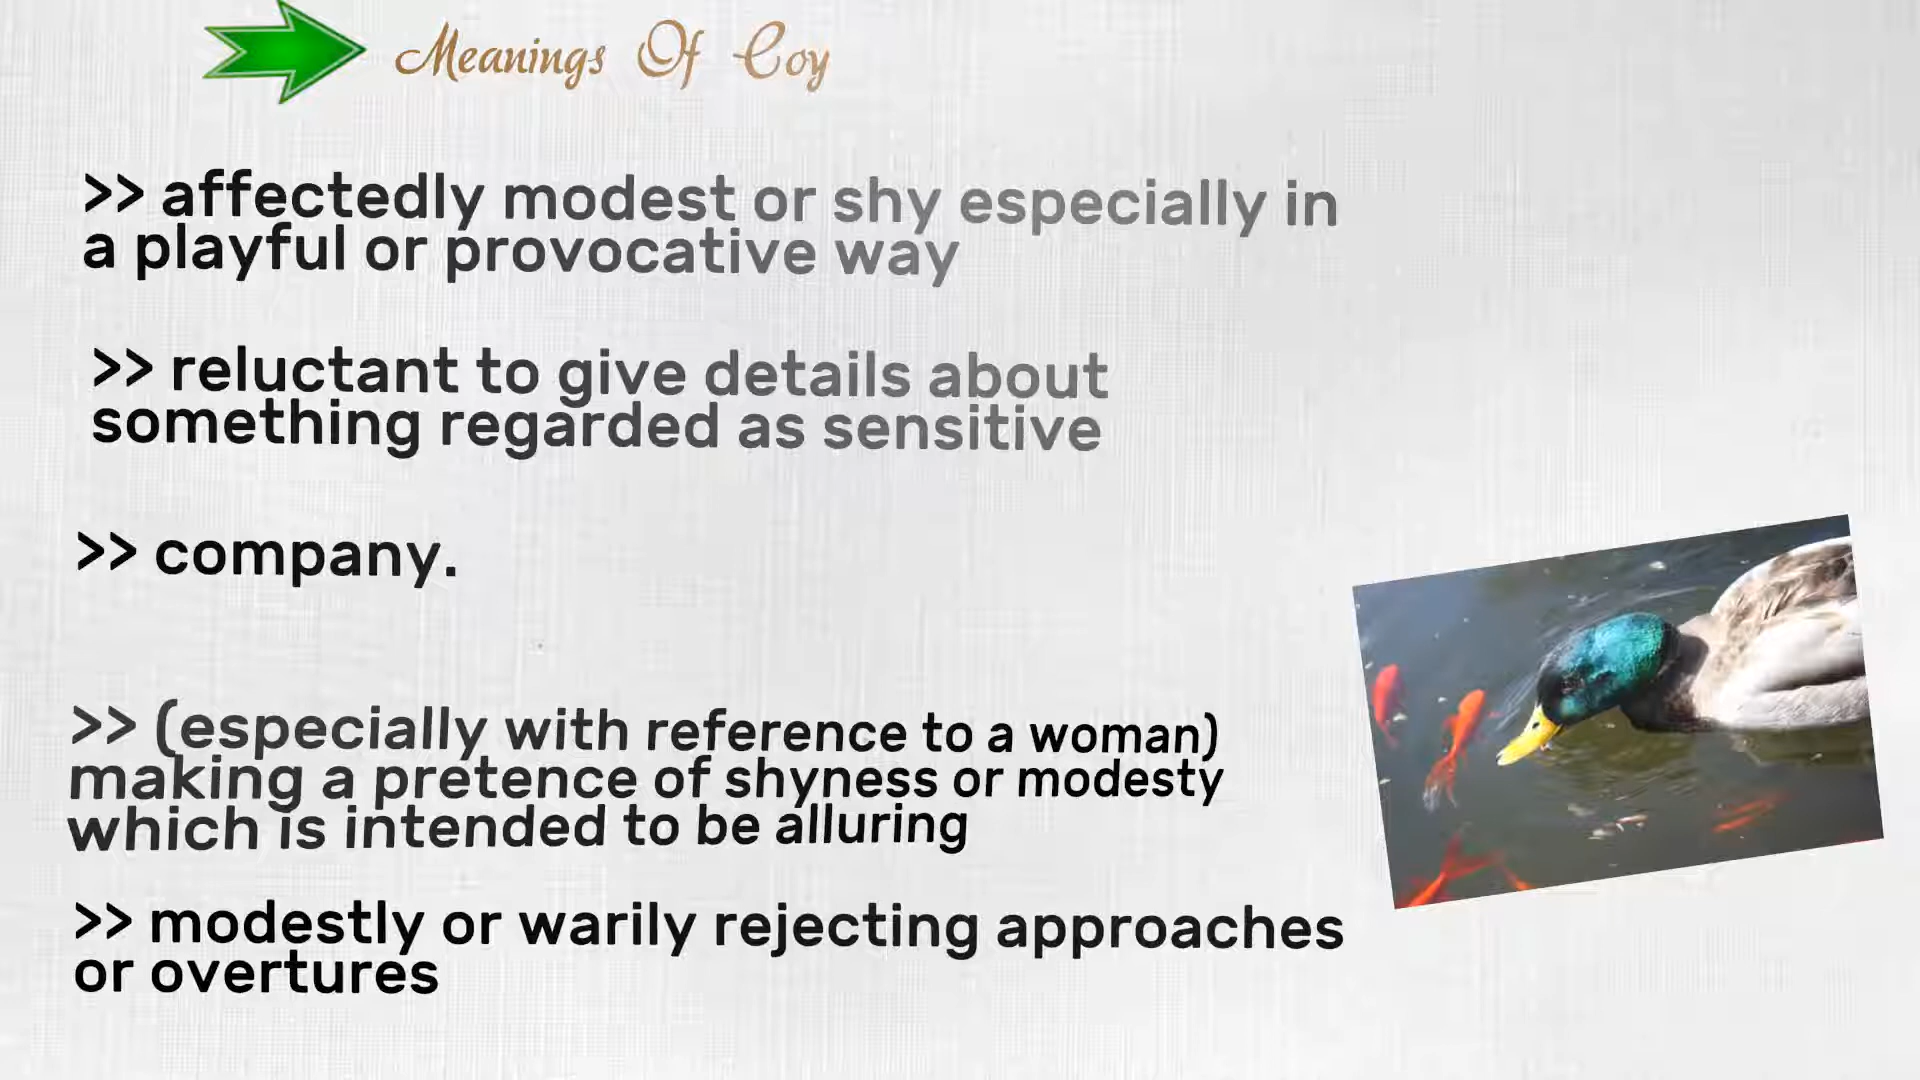 Meanings Of Coy
>> affectedly modest or shy especially in
a playful or provocative way
>> reluctant to give details about
something regarded as sensitive
>> company.
>> (especially with reference to a woman)
making a pretence of shyness or modesty
which is intended to be alluring
>> modestly or warily rejecting approaches
or overtures